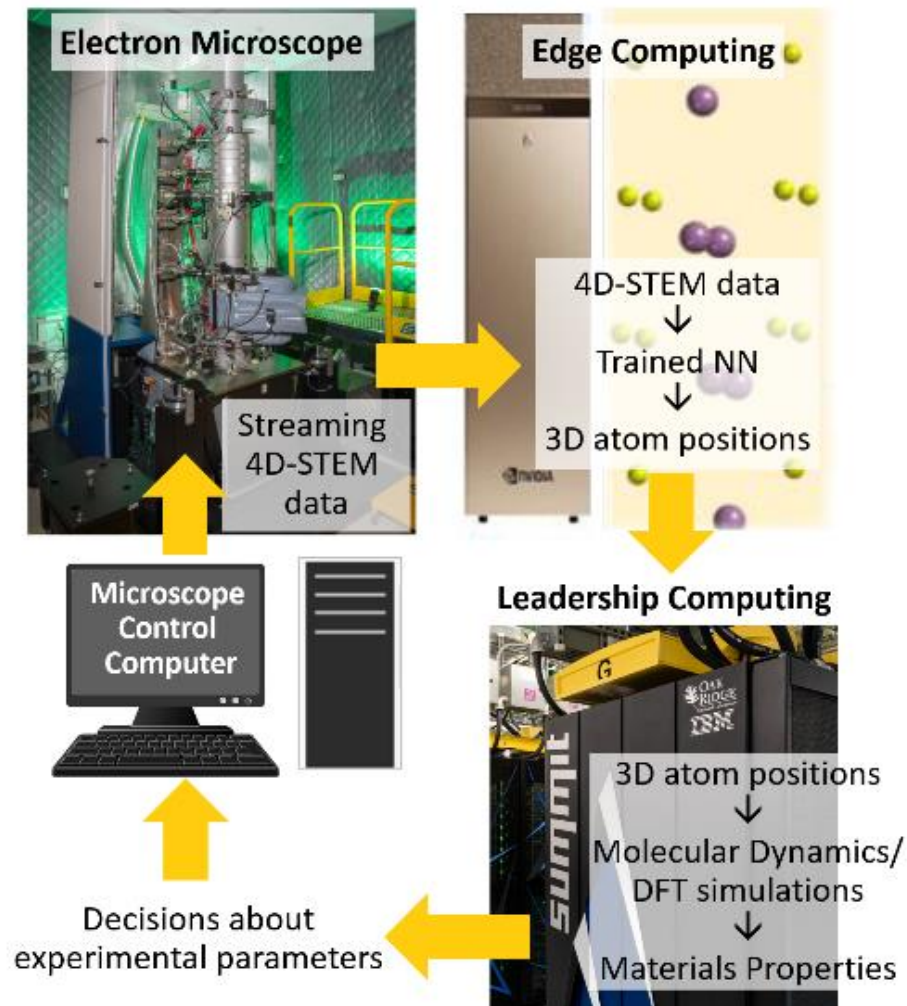 Electron Microscope
Streaming
4D-STEM
data
Edge Computing
4D-STEM data
↓
Trained NN
↓
3D atom positions
NVIDIA
Leadership Computing
G
OAK
RIDGE
IBM
summit
3D atom positions
↓
Molecular Dynamics/
DFT simulations
↓
Materials Properties
Decisions about
experimental parameters
Microscope
Control
Computer